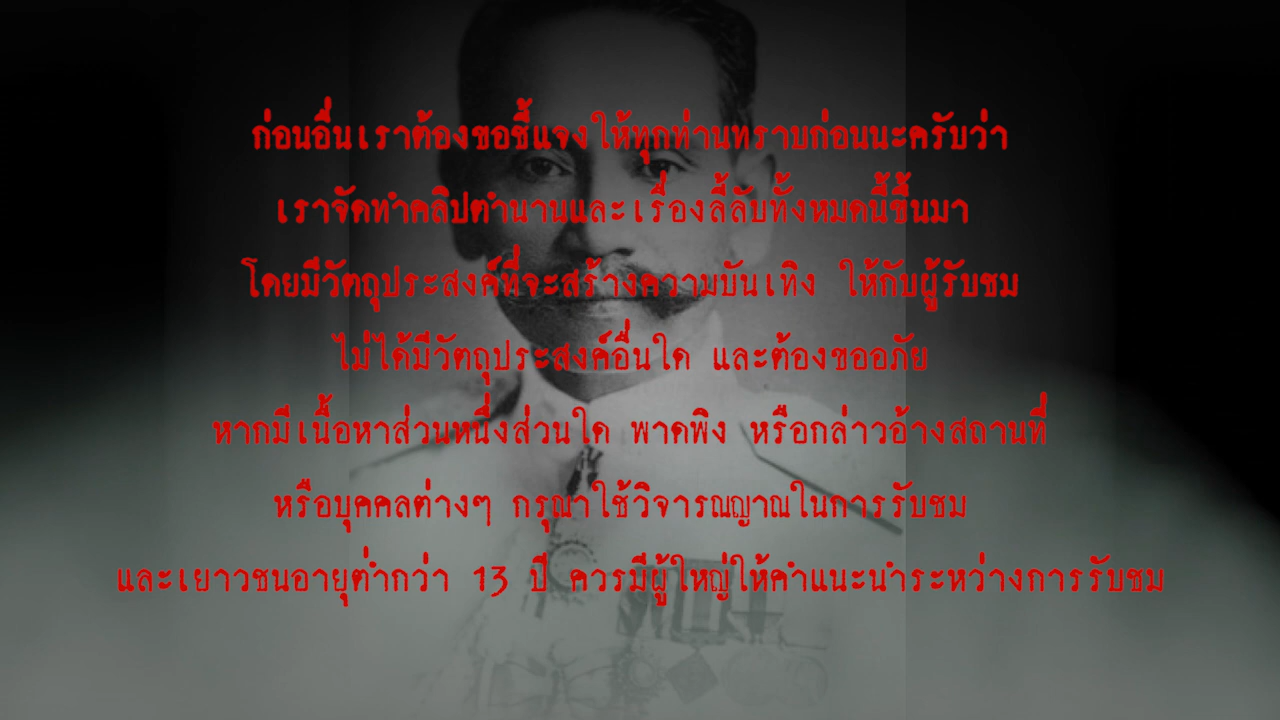 ก่อนอื่นเราต้องขอชี้แจงให้ทุกท่านทราบก่อนนะครับว่า
เราจัดทำคลิปตำนานและเรื่องลี้ลับทั้งหมดนี้ขึ้นมา
โดยมีวัตถุประสงค์ที่จะสร้างความบันเทิง ให้กับผู้รับชม
ไม่ได้มีวัตถุประสงค์อื่นใด และต้องขออภัย
หากมีเนื้อหาส่วนหนึ่งส่วนใด พาดพิง หรือกล่าวอ้างสถานที่
หรือบุคคลต่างๆ กรุณาใช้วิจารณญาณในการรับชม
และเยาวชนอายุต่ำกว่า 13 ปี ควรมีผู้ใหญ่ให้คำแนะนำระหว่างการรับชม